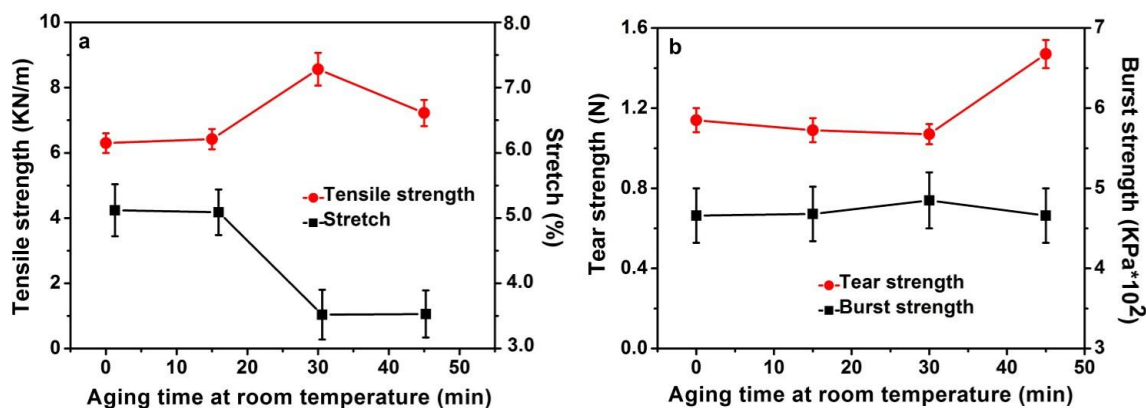 a
10
8
6
4
2
0
Tensile strength (KN/m)
8.0
7.0
6.0
5.0
4.0
3.0
Stretch (%)
Tensile strength
Stretch
0 10 20 30 40 50
Aging time at room temperature (min)
b
1.6
1.2
0.8
0.4
0.0
Tear strength (N)
7
6
5
4
3
Burst strength (KPa*10²)
Tear strength
Burst strength
0 10 20 30 40 50
Aging time at room temperature (min)